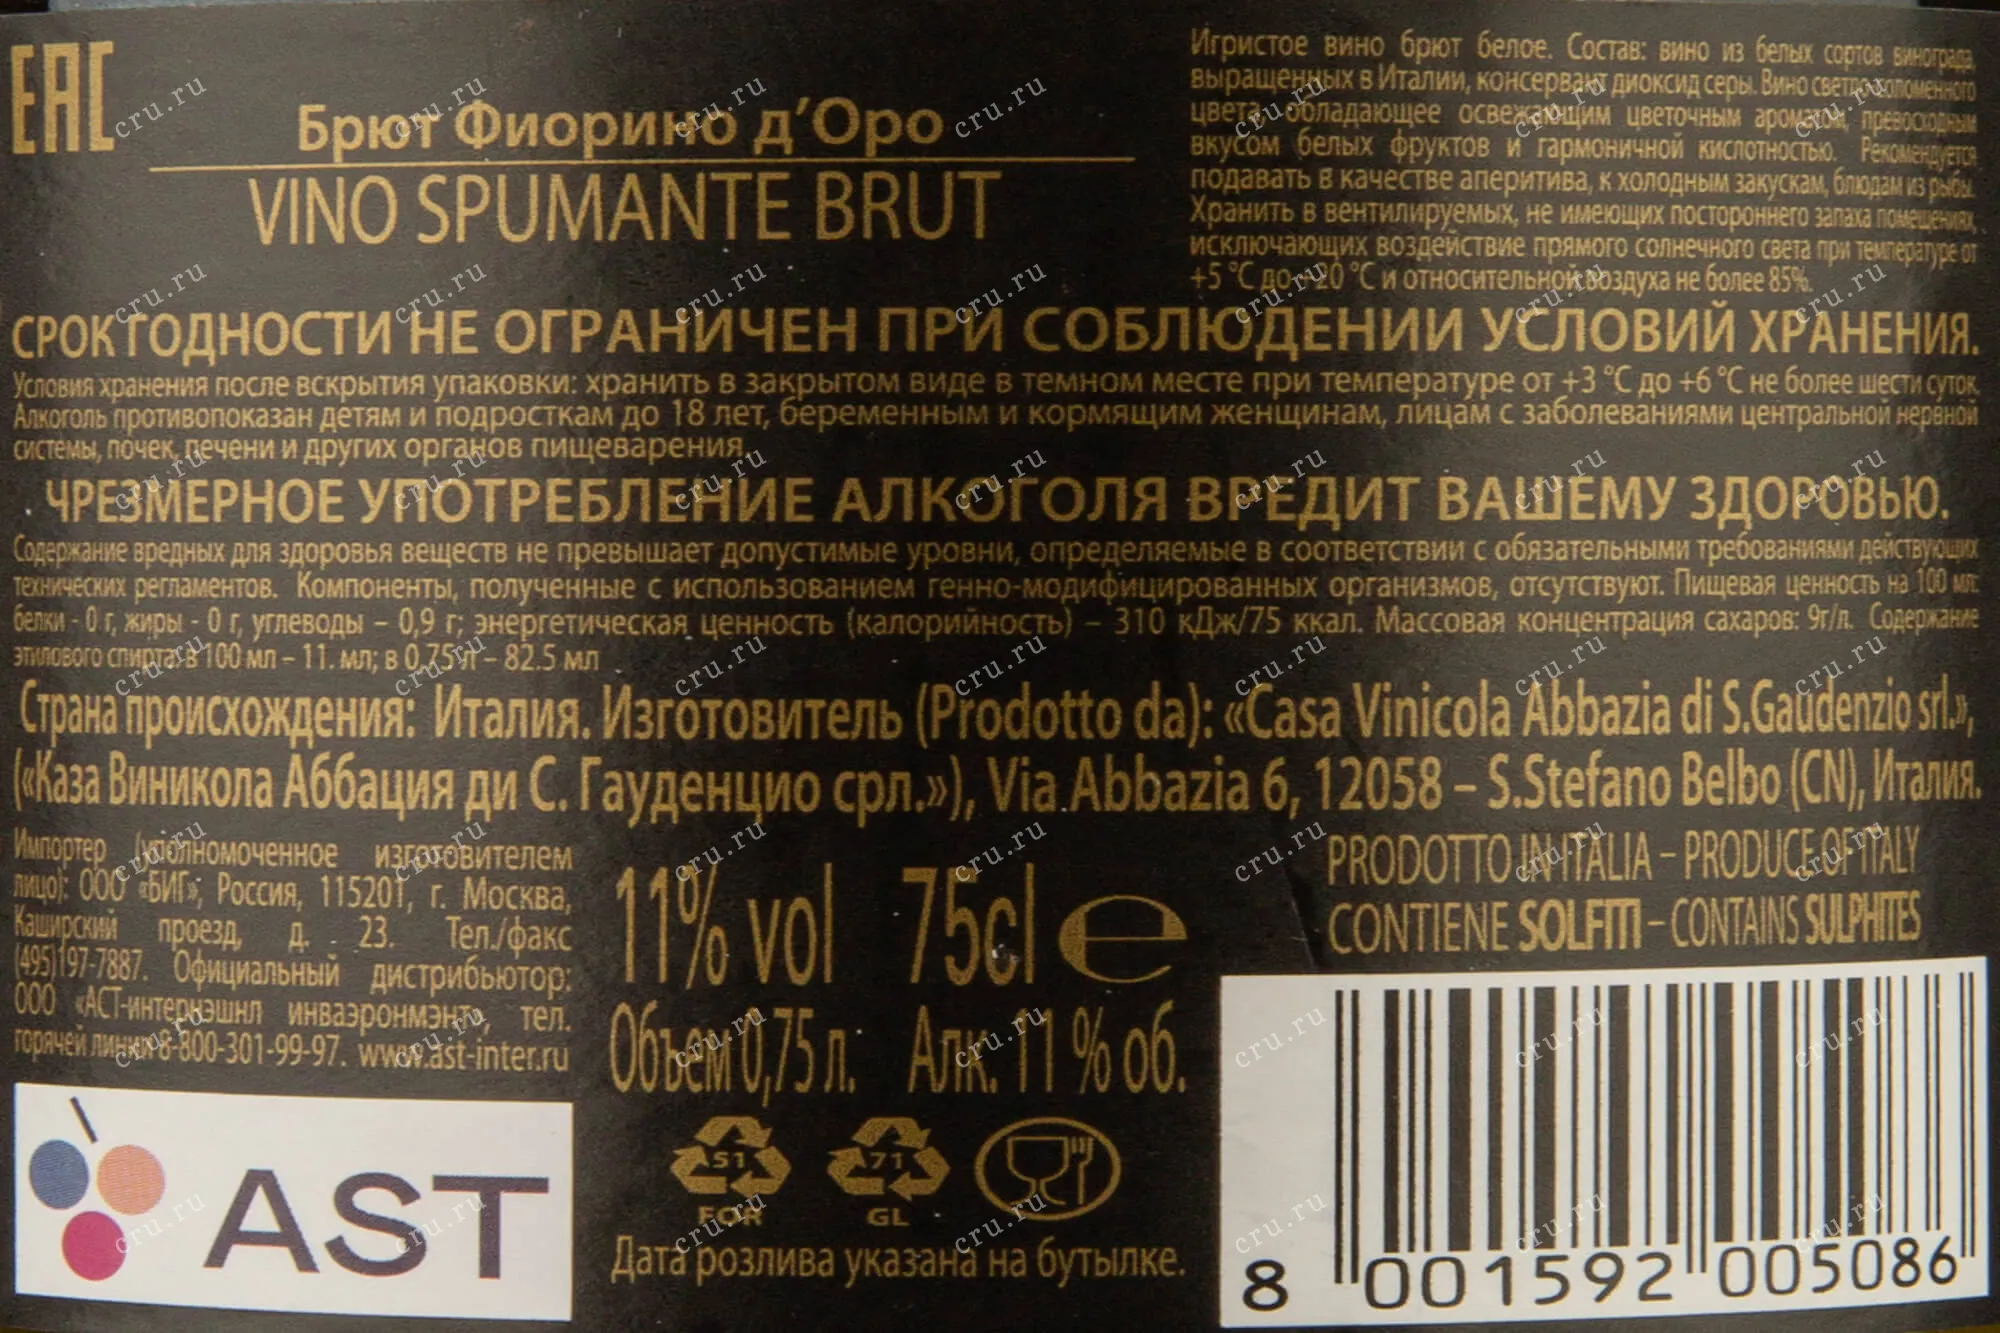 EAC
Брют Фиорино д’Оро
VINO SPUMANTE BRUT
Игристое вино брют белое. Состав: вино из белых сортов винограда,
выращенных в Италии, консервант диоксид серы. Вино светло-соломенного
цвета, обладающее освежающим цветочным ароматом, превосходным
вкусом белых фруктов и гармоничной кислотностью. Рекомендуется
подавать в качестве аперитива, к холодным закускам, блюдам из рыбы.
Хранить в вентилируемых, не имеющих постороннего запаха помещениях,
исключающих воздействие прямого солнечного света при температуре от
+5 °С до +20 °С и относительной воздуха не более 85%.
СРОК ГОДНОСТИ НЕ ОГРАНИЧЕН ПРИ СОБЛЮДЕНИИ УСЛОВИЙ ХРАНЕНИЯ.
Условия хранения после вскрытия упаковки: хранить в закрытом виде в темном месте при температуре от +3 °С до +6 °С не более шести суток.
Алкоголь противопоказан детям и подросткам до 18 лет, беременным и кормящим женщинам, лицам с заболеваниями центральной нервной
системы, почек, печени и других органов пищеварения.
ЧРЕЗМЕРНОЕ УПОТРЕБЛЕНИЕ АЛКОГОЛЯ ВРЕДИТ ВАШЕМУ ЗДОРОВЬЮ.
Содержание вредных для здоровья веществ не превышает допустимые уровни, определяемые в соответствии с обязательными требованиями действующих
технических регламентов. Компоненты, полученные с использованием генно-модифицированных организмов, отсутствуют. Пищевая ценность на 100 мл:
белки - 0 г, жиры - 0 г, углеводы – 0,9 г; энергетическая ценность (калорийность) – 310 кДж/75 ккал. Массовая концентрация сахаров: 9г/л. Содержание
этилового спирта: в 100 мл – 11. мл; в 0,75 л – 82.5 мл
Страна происхождения: Италия. Изготовитель (Prodotto da): «Casa Vinicola Abbazia di S.Gaudenzio srl.»,
(«Каза Виникола Аббация ди С. Гауденцио срл.»), Via Abbazia 6, 12058 – S.Stefano Belbo (CN), Италия.
Импортер (уполномоченное изготовителем
лицо): ООО «БИГ», Россия, 115201, г. Москва,
Каширский проезд, д. 23. Тел./факс
(495)197-7887. Официальный дистрибьютор:
ООО «АСТ-интернэшнл инваэронмэнт», тел.
горячей линии 8-800-301-99-97. www.ast-inter.ru
11% vol 75cl ℮
Объем 0,75 л. Алк. 11 % об.
PRODOTTO IN ITALIA – PRODUCE OF ITALY
CONTIENE SOLFITI – CONTAINS SULPHITES
AST
51 71
FOR GL
Дата розлива указана на бутылке.
8 001592 005086
cru.ru